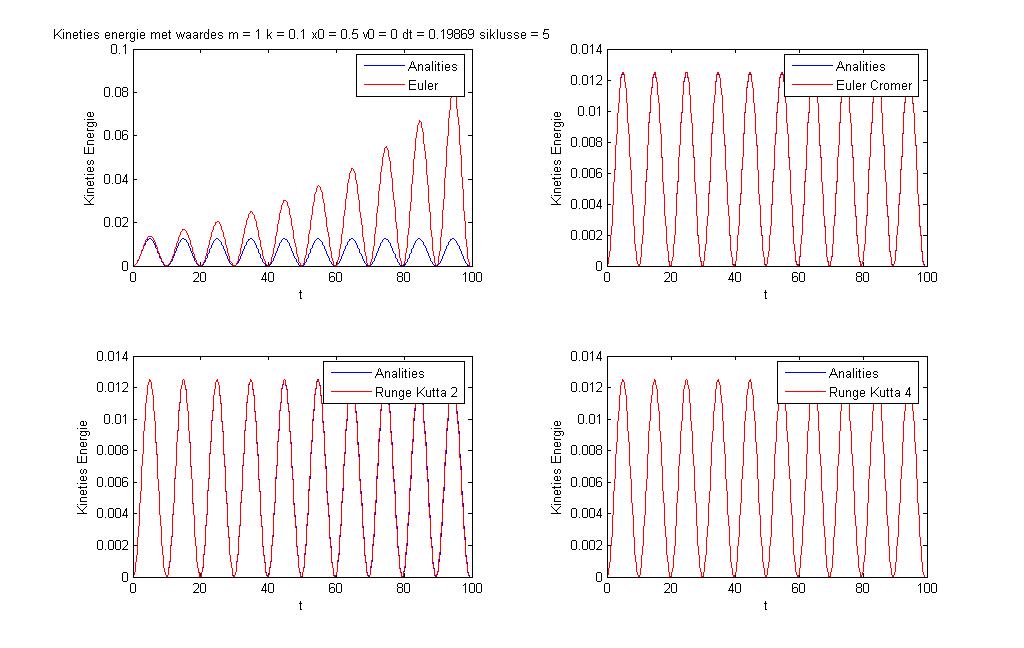 Kineties energie met waardes m = 1 k = 0.1 x0 = 0.5 v0 = 0 dt = 0.19869 siklusse = 5
0.1
0.08
0.06
0.04
0.02
0
Kineties Energie
Analities
Euler
0 20 40 60 80 100
t
0.014
0.012
0.01
0.008
0.006
0.004
0.002
0
Kineties Energie
Analities
Euler Cromer
0 20 40 60 80 100
t
0.014
0.012
0.01
0.008
0.006
0.004
0.002
0
Kineties Energie
Analities
Runge Kutta 2
0 20 40 60 80 100
t
0.014
0.012
0.01
0.008
0.006
0.004
0.002
0
Kineties Energie
Analities
Runge Kutta 4
0 20 40 60 80 100
t